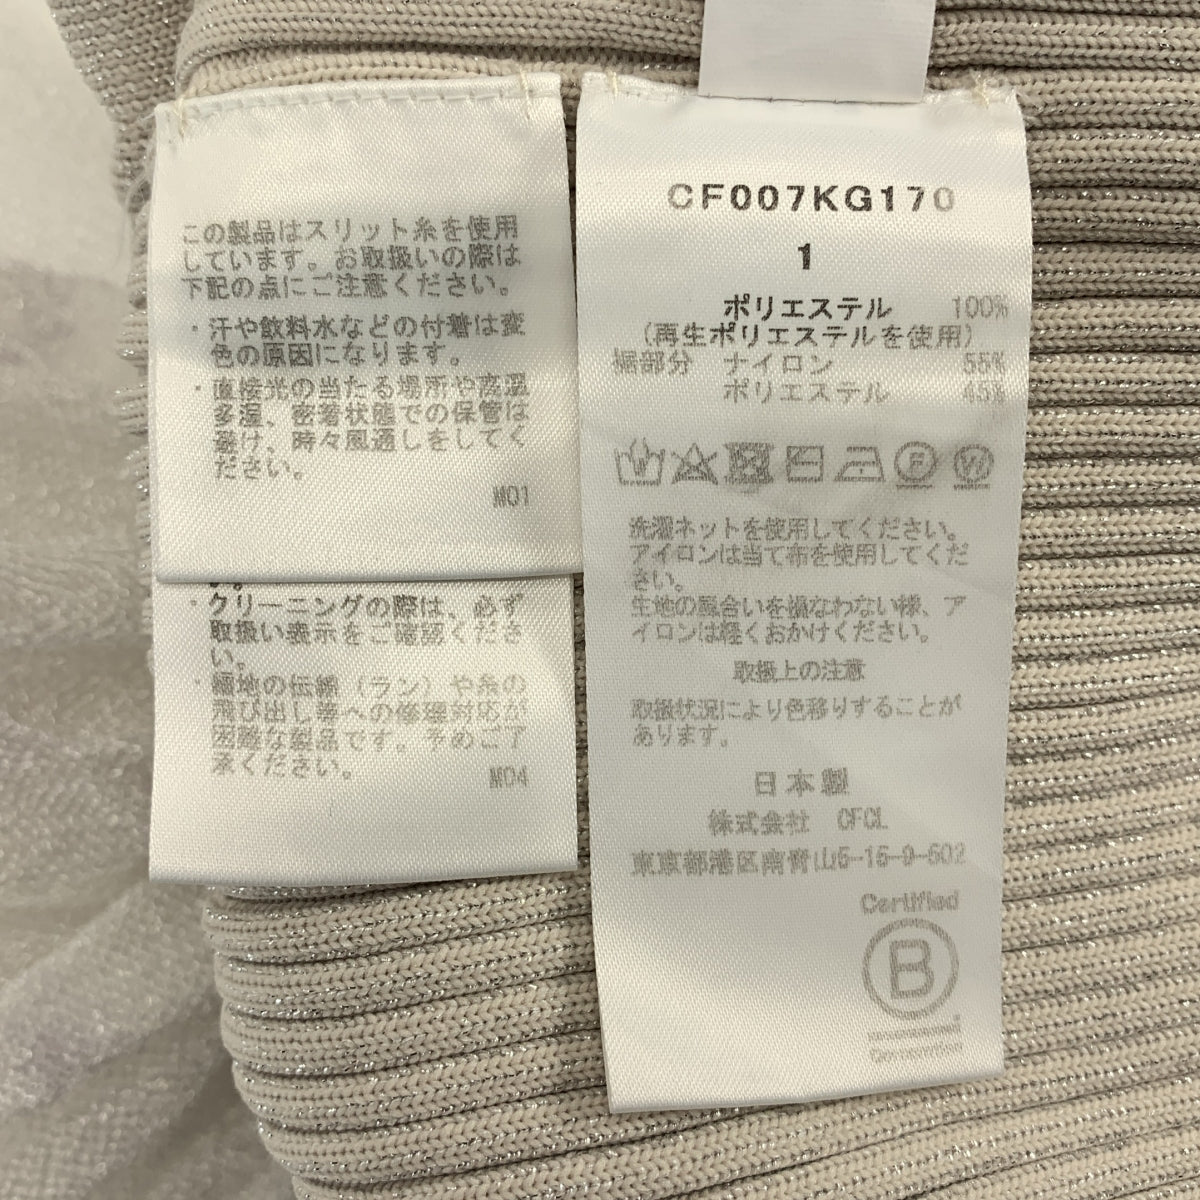 この製品はスリット糸を使用
しています。お取扱いの際は
下記の点にご注意ください。
・汗や飲料水などの付着は変
色の原因になります。
・直接光の当たる場所や高温
多湿、密着状態での保管は
避け、時々風通しをしてく
ださい。
M01
い。
・クリーニングの際は、必ず
取扱い表示をご確認くださ
い。
・編地の伝線（ラン）や糸の
飛び出し等への修理対応が
困難な製品です。予めご了
承ください。
M04
CF007KG170
1
ポリエステル 100%
(再生ポリエステルを使用)
裾部分 ナイロン 55%
ポリエステル 45%
F W
洗濯ネットを使用してください。
アイロンは当て布を使用してくだ
さい。
生地の風合いを損なわない様、ア
イロンは軽くおかけください。
取扱上の注意
取扱状況により色移りすることが
あります。
日本製
株式会社 CFCL
東京都港区南青山5-15-9-602
Certified
B
Corporation